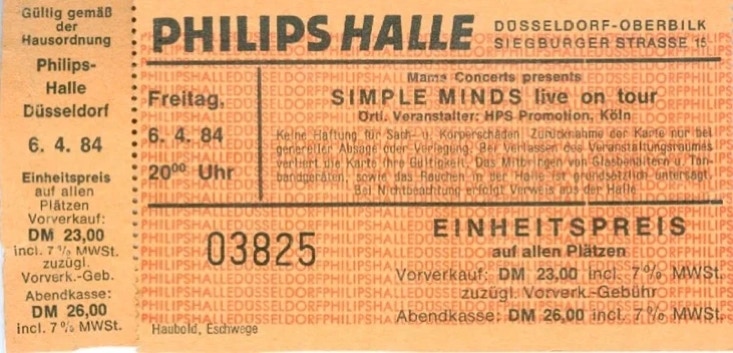 Gültig gemäß
der
Hausordnung
Philips-
Halle
Düsseldorf
6. 4. 84
Einheitspreis
auf allen
Plätzen
Vorverkauf:
DM 23,00
incl. 7% MWSt.
zuzügl.
Vorverk.-Geb.
Abendkasse:
DM 26,00
incl. 7% MWSt.
PHILIPS HALLE
DÜSSELDORF-OBERBILK
SIEGBURGER STRASSE 15
Freitag,
6. 4. 84
20⁰⁰ Uhr
Mama Concerts presents
SIMPLE MINDS live on tour
Örtl. Veranstalter: HPS Promotion, Köln
Keine Haftung für Sach- u. Körperschäden. Zurücknahme der Karte nur bei
genereller Absage oder Verlegung. Bei Verlassen des Veranstaltungsraumes
verliert die Karte ihre Gültigkeit. Das Mitbringen von Glasbehältern u. Ton-
bandgeräten, sowie das Rauchen in der Halle ist grundsätzlich untersagt.
Bei Nichtbeachtung erfolgt Verweis aus der Halle
03825
EINHEITSPREIS
auf allen Plätzen
Vorverkauf: DM 23,00 incl. 7% MWSt.
zuzügl. Vorverk.-Gebühr
Abendkasse: DM 26,00 incl. 7% MWSt.
Haubold, Eschwege